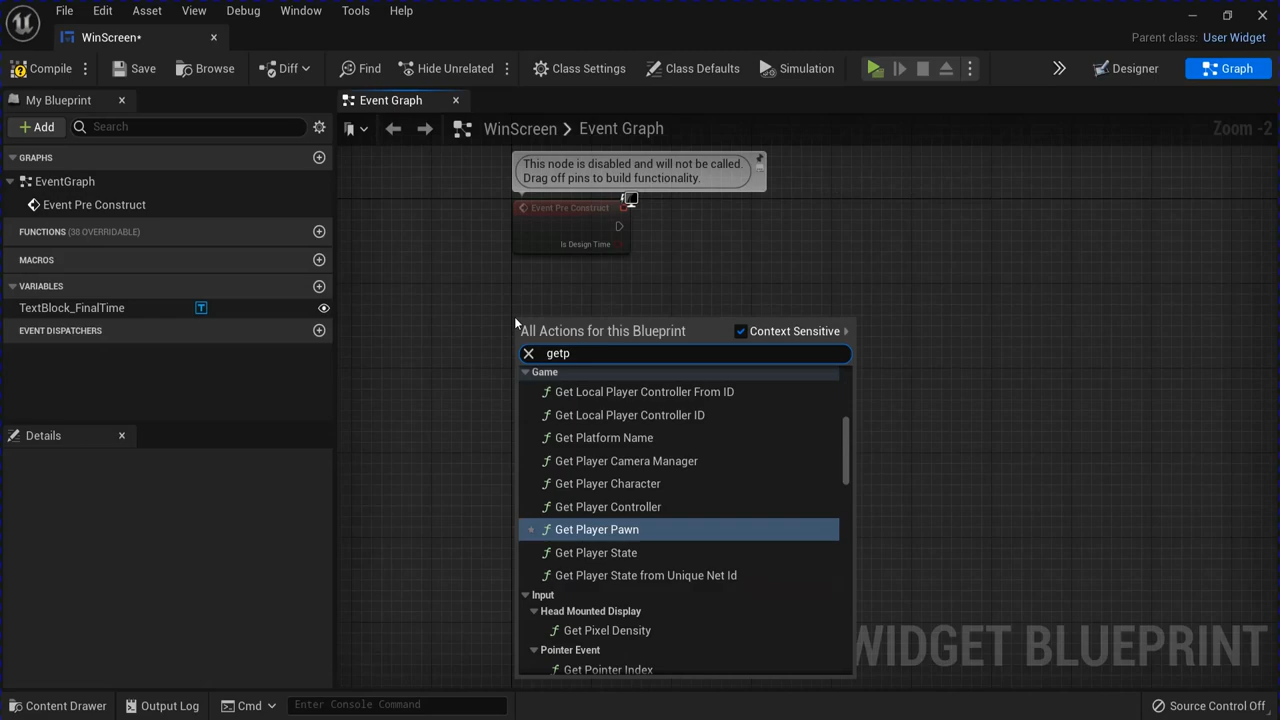 File Edit Asset View Debug Window Tools Help
WinScreen*
Parent class: User Widget
Compile Save Browse Diff Find Hide Unrelated Class Settings Class Defaults Simulation Designer Graph
My Blueprint
Event Graph
Add Search
WinScreen > Event Graph
Zoom -2
GRAPHS
EventGraph
Event Pre Construct
FUNCTIONS (38 OVERRIDABLE)
MACROS
VARIABLES
TextBlock_FinalTime
EVENT DISPATCHERS
Details
This node is disabled and will not be called.
Drag off pins to build functionality.
Event Pre Construct
Is Design Time
All Actions for this Blueprint Context Sensitive
getp
Game
Get Local Player Controller From ID
Get Local Player Controller ID
Get Platform Name
Get Player Camera Manager
Get Player Character
Get Player Controller
Get Player Pawn
Get Player State
Get Player State from Unique Net Id
Input
Head Mounted Display
Get Pixel Density
Pointer Event
Get Pointer Index
WIDGET BLUEPRINT
Content Drawer Output Log Cmd Enter Console Command Source Control Off